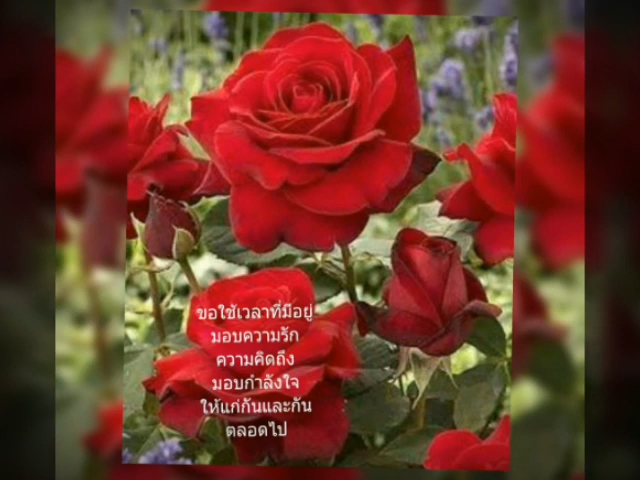 ขอใช้เวลาที่มีอยู่
มอบความรัก
ความคิดถึง
มอบกำลังใจ
ให้แก่กันและกัน
ตลอดไป